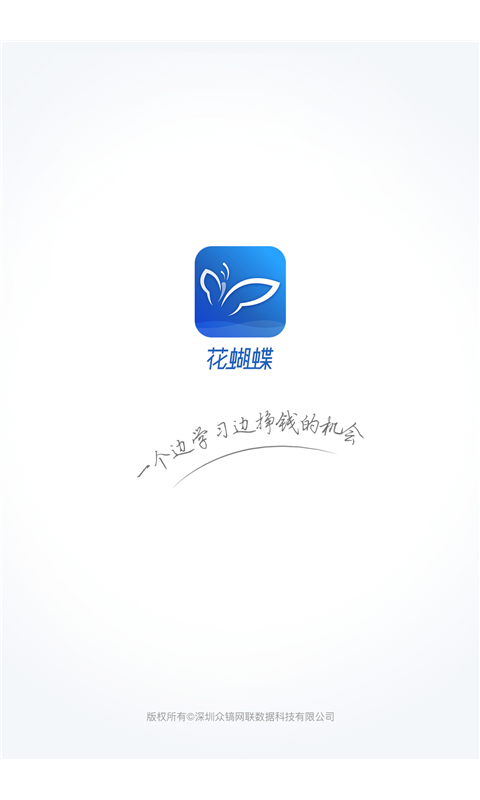 花蝴蝶
一个边学习边挣钱的机会
版权所有©深圳众镐网联数据科技有限公司